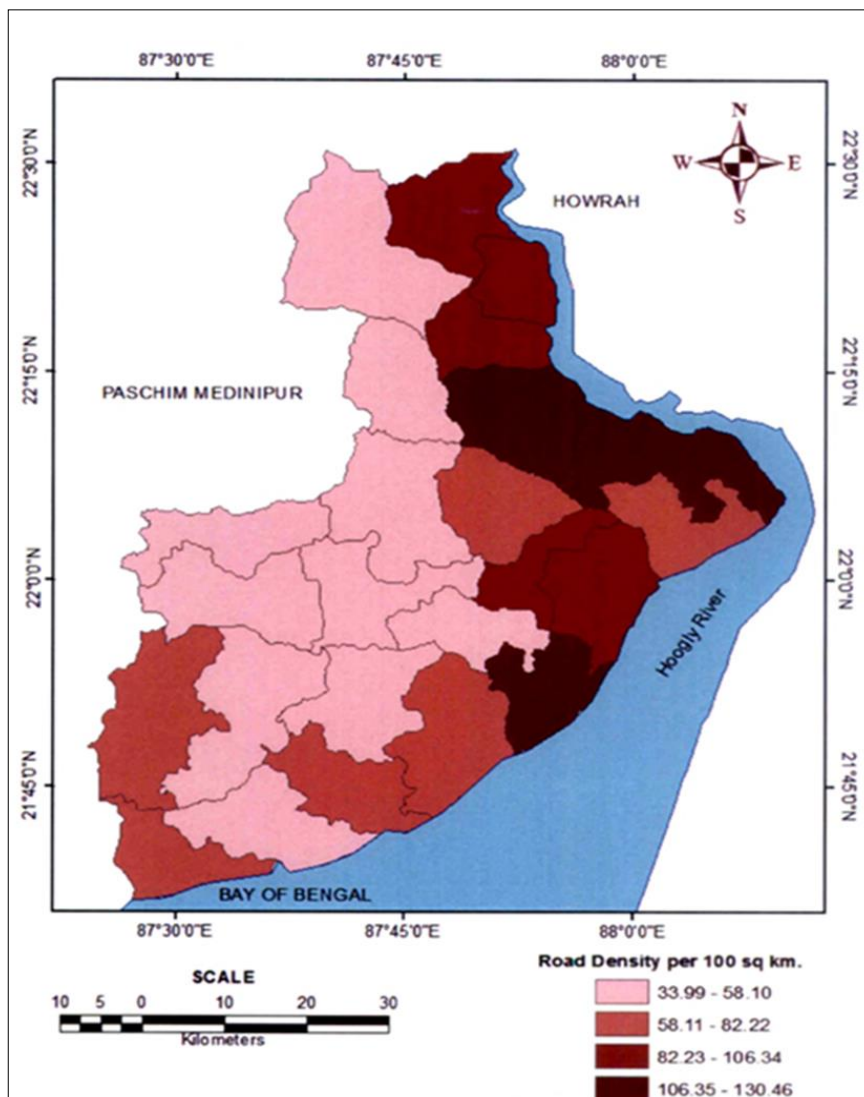 87°30'0"E 87°45'0"E 88°0'0"E
N
W E
S
22°30'0"N 22°30'0"N
HOWRAH
22°15'0"N 22°15'0"N
PASCHIM MEDINIPUR
22°0'0"N 22°0'0"N
Hoogly River
21°45'0"N 21°45'0"N
BAY OF BENGAL
87°30'0"E 87°45'0"E 88°0'0"E
SCALE
10 5 0 10 20 30
Kilometers
Road Density per 100 sq km.
33.99 - 58.10
58.11 - 82.22
82.23 - 106.34
106.35 - 130.46